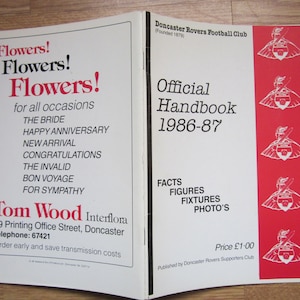 Flowers!
Flowers!
Flowers!
for all occasions
THE BRIDE
HAPPY ANNIVERSARY
NEW ARRIVAL
CONGRATULATIONS
THE INVALID
BON VOYAGE
FOR SYMPATHY
Tom Wood Interflora
9 Printing Office Street, Doncaster
Telephone: 67421
order early and save transmission costs
Doncaster Rovers Football Club
(Founded 1879)
Official
Handbook
1986-87
FACTS
FIGURES
FIXTURES
PHOTO'S
Price £1·00
Published by Doncaster Rovers Supporters Club